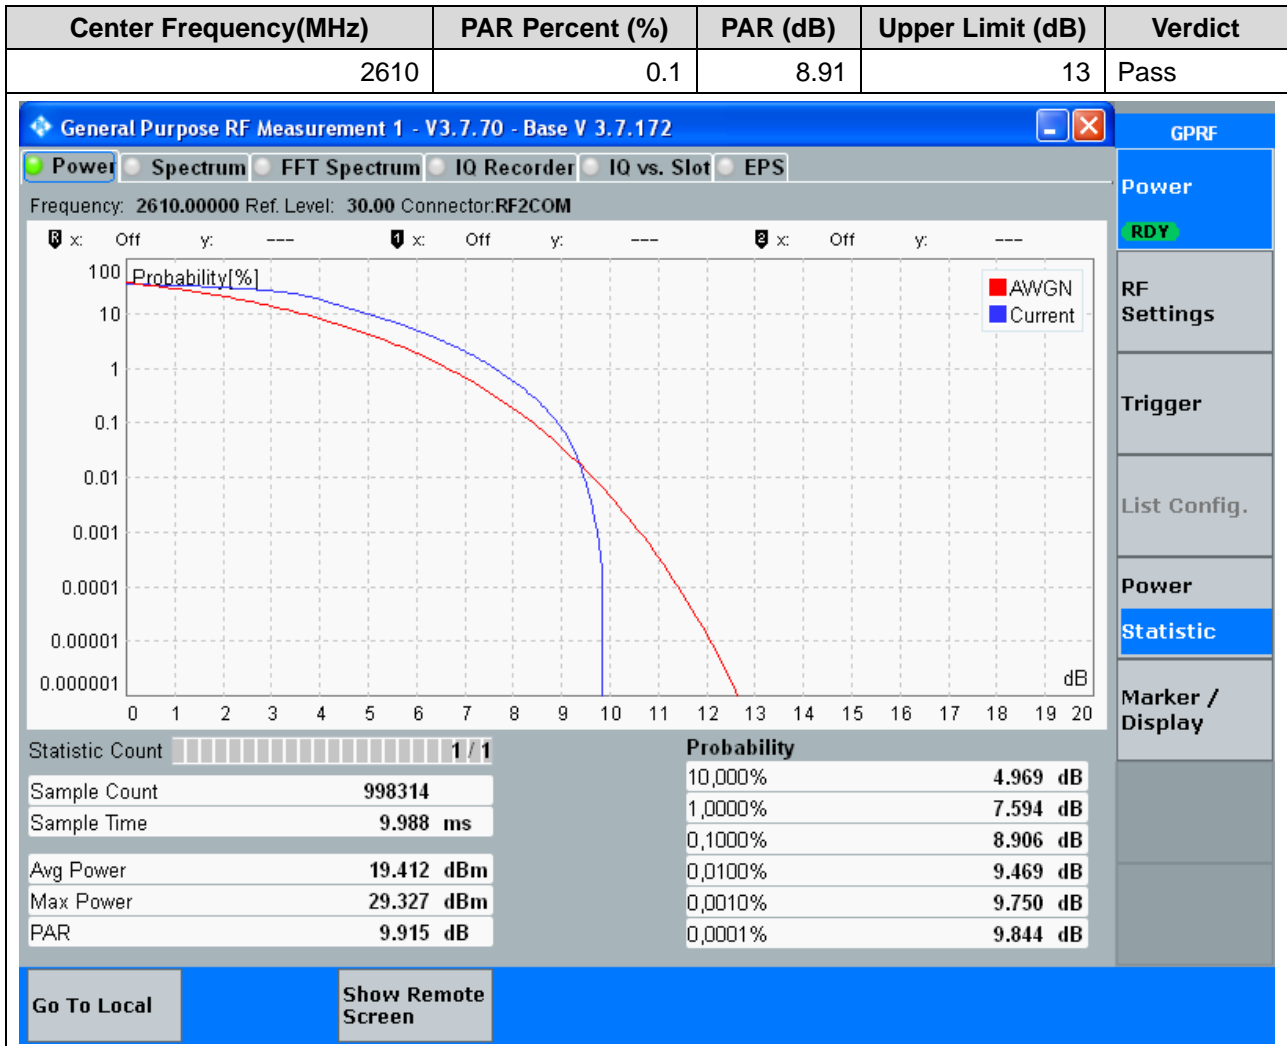 Center Frequency(MHz) PAR Percent (%) PAR (dB) Upper Limit (dB) Verdict
2610 0.1 8.91 13 Pass
General Purpose RF Measurement 1 - V3.7.70 - Base V 3.7.172
GPRF
Power Spectrum FFT Spectrum IQ Recorder IQ vs. Slot EPS
Power
RDY
Frequency: 2610.00000 Ref. Level: 30.00 Connector:RF2COM
R x: Off y: --- 1 x: Off y: --- 2 x: Off y: ---
Probability[%]
AWGN
Current
100
10
1
0.1
0.01
0.001
0.0001
0.00001
0.000001
dB
0 1 2 3 4 5 6 7 8 9 10 11 12 13 14 15 16 17 18 19 20
RF
Settings
Trigger
List Config.
Power
Statistic
Marker /
Display
Statistic Count 1 / 1
Sample Count 998314
Sample Time 9.988 ms
Avg Power 19.412 dBm
Max Power 29.327 dBm
PAR 9.915 dB
Probability
10,000% 4.969 dB
1,0000% 7.594 dB
0,1000% 8.906 dB
0,0100% 9.469 dB
0,0010% 9.750 dB
0,0001% 9.844 dB
Go To Local
Show Remote
Screen